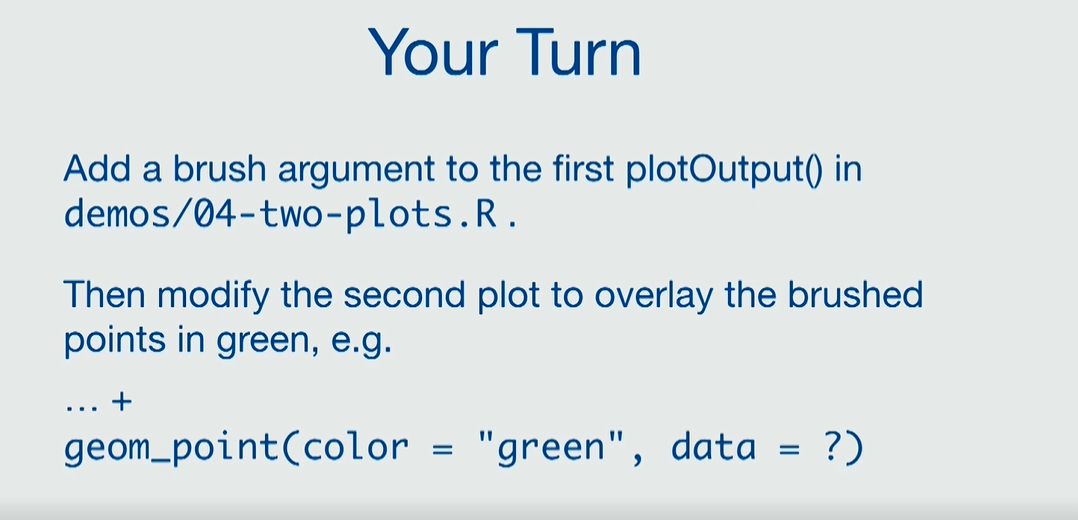 Your Turn
Add a brush argument to the first plotOutput() in
demos/04-two-plots.R.
Then modify the second plot to overlay the brushed
points in green, e.g.
… +
geom_point(color = "green", data = ?)